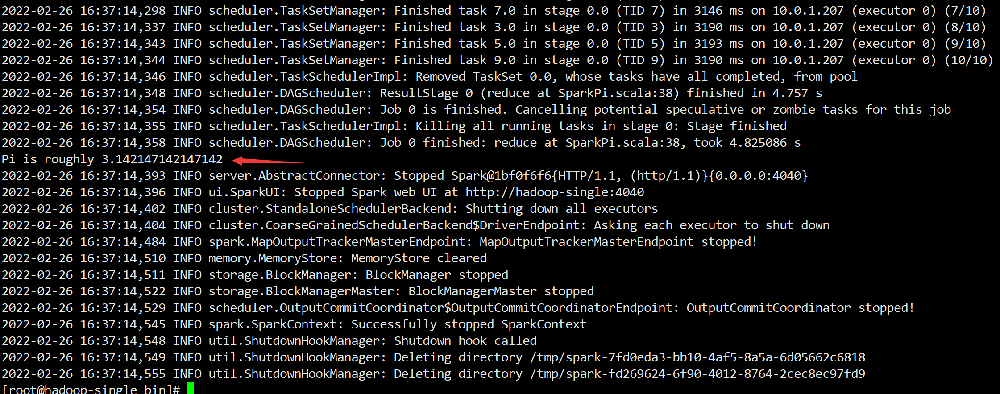 2022-02-26 16:37:14,298 INFO scheduler.TaskSetManager: Finished task 7.0 in stage 0.0 (TID 7) in 3146 ms on 10.0.1.207 (executor 0) (7/10)
2022-02-26 16:37:14,337 INFO scheduler.TaskSetManager: Finished task 3.0 in stage 0.0 (TID 3) in 3190 ms on 10.0.1.207 (executor 0) (8/10)
2022-02-26 16:37:14,343 INFO scheduler.TaskSetManager: Finished task 5.0 in stage 0.0 (TID 5) in 3193 ms on 10.0.1.207 (executor 0) (9/10)
2022-02-26 16:37:14,344 INFO scheduler.TaskSetManager: Finished task 9.0 in stage 0.0 (TID 9) in 3190 ms on 10.0.1.207 (executor 0) (10/10)
2022-02-26 16:37:14,346 INFO scheduler.TaskSchedulerImpl: Removed TaskSet 0.0, whose tasks have all completed, from pool
2022-02-26 16:37:14,348 INFO scheduler.DAGScheduler: ResultStage 0 (reduce at SparkPi.scala:38) finished in 4.757 s
2022-02-26 16:37:14,354 INFO scheduler.DAGScheduler: Job 0 is finished. Cancelling potential speculative or zombie tasks for this job
2022-02-26 16:37:14,355 INFO scheduler.TaskSchedulerImpl: Killing all running tasks in stage 0: Stage finished
2022-02-26 16:37:14,358 INFO scheduler.DAGScheduler: Job 0 finished: reduce at SparkPi.scala:38, took 4.825086 s
Pi is roughly 3.142147142147142
2022-02-26 16:37:14,393 INFO server.AbstractConnector: Stopped Spark@1bf0f6f6{HTTP/1.1, (http/1.1)}{0.0.0.0:4040}
2022-02-26 16:37:14,396 INFO ui.SparkUI: Stopped Spark web UI at http://hadoop-single:4040
2022-02-26 16:37:14,402 INFO cluster.StandaloneSchedulerBackend: Shutting down all executors
2022-02-26 16:37:14,404 INFO cluster.CoarseGrainedSchedulerBackend$DriverEndpoint: Asking each executor to shut down
2022-02-26 16:37:14,484 INFO spark.MapOutputTrackerMasterEndpoint: MapOutputTrackerMasterEndpoint stopped!
2022-02-26 16:37:14,510 INFO memory.MemoryStore: MemoryStore cleared
2022-02-26 16:37:14,511 INFO storage.BlockManager: BlockManager stopped
2022-02-26 16:37:14,522 INFO storage.BlockManagerMaster: BlockManagerMaster stopped
2022-02-26 16:37:14,529 INFO scheduler.OutputCommitCoordinator$OutputCommitCoordinatorEndpoint: OutputCommitCoordinator stopped!
2022-02-26 16:37:14,545 INFO spark.SparkContext: Successfully stopped SparkContext
2022-02-26 16:37:14,548 INFO util.ShutdownHookManager: Shutdown hook called
2022-02-26 16:37:14,549 INFO util.ShutdownHookManager: Deleting directory /tmp/spark-7fd0eda3-bb10-4af5-8a5a-6d05662c6818
2022-02-26 16:37:14,555 INFO util.ShutdownHookManager: Deleting directory /tmp/spark-fd269624-6f90-4012-8764-2cec8ec97fd9
[root@hadoop-single bin]#